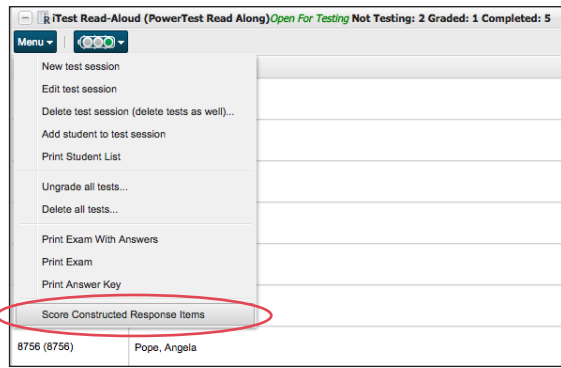 iTest Read-Aloud (PowerTest Read Along) Open For Testing Not Testing: 2 Graded: 1 Completed: 5
Menu
New test session
Edit test session
Delete test session (delete tests as well)...
Add student to test session
Print Student List
Ungrade all tests...
Delete all tests...
Print Exam With Answers
Print Exam
Print Answer Key
Score Constructed Response Items
8756 (8756) Pope, Angela